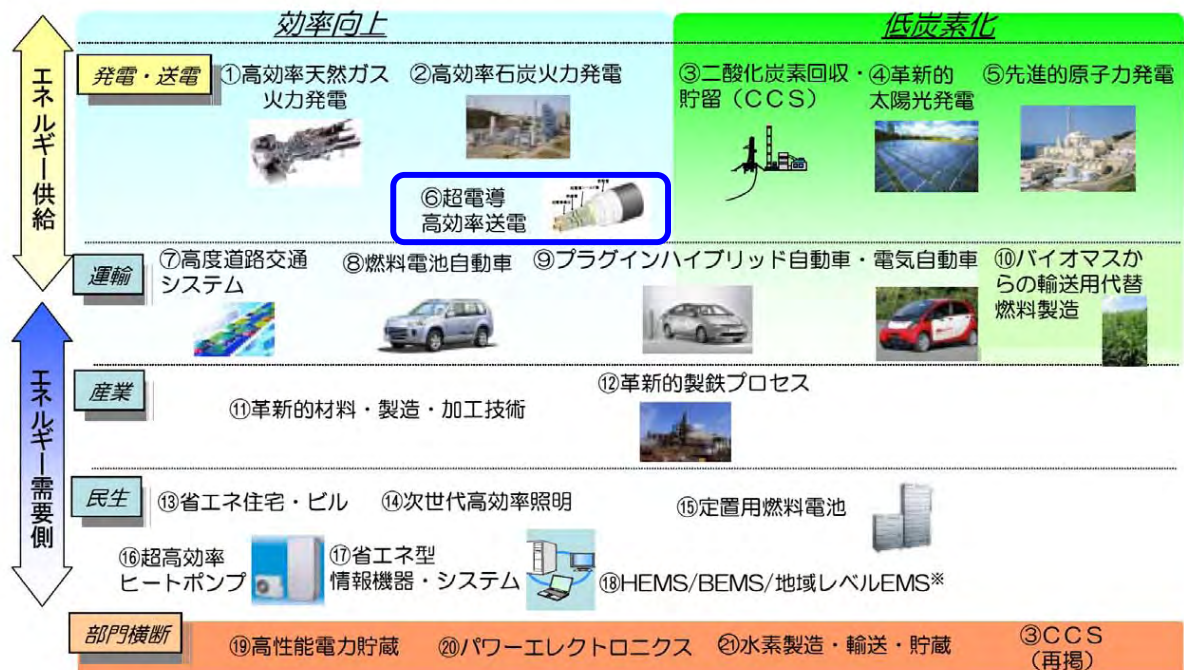 効率向上
低炭素化
エネルギー供給
発電・送電
①高効率天然ガス
火力発電
②高効率石炭火力発電
③二酸化炭素回収・
貯留（CCS）
④革新的
太陽光発電
⑤先進的原子力発電
⑥超電導
高効率送電
運輸
⑦高度道路交通
システム
⑧燃料電池自動車
⑨プラグインハイブリッド自動車・電気自動車
⑩バイオマスか
らの輸送用代替
燃料製造
エネルギー需要側
産業
⑪革新的材料・製造・加工技術
⑫革新的製鉄プロセス
民生
⑬省エネ住宅・ビル
⑭次世代高効率照明
⑮定置用燃料電池
⑯超高効率
ヒートポンプ
⑰省エネ型
情報機器・システム
⑱HEMS/BEMS/地域レベルEMS※
部門横断
⑲高性能電力貯蔵
⑳パワーエレクトロニクス
㉑水素製造・輸送・貯蔵
③CCS
（再掲）